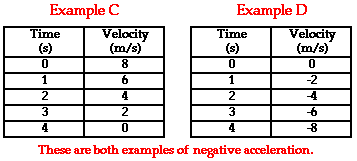 Example C Example D
Time (s) Velocity (m/s) Time (s) Velocity (m/s)
0 8 0 0
1 6 1 -2
2 4 2 -4
3 2 3 -6
4 0 4 -8
These are both examples of negative acceleration.